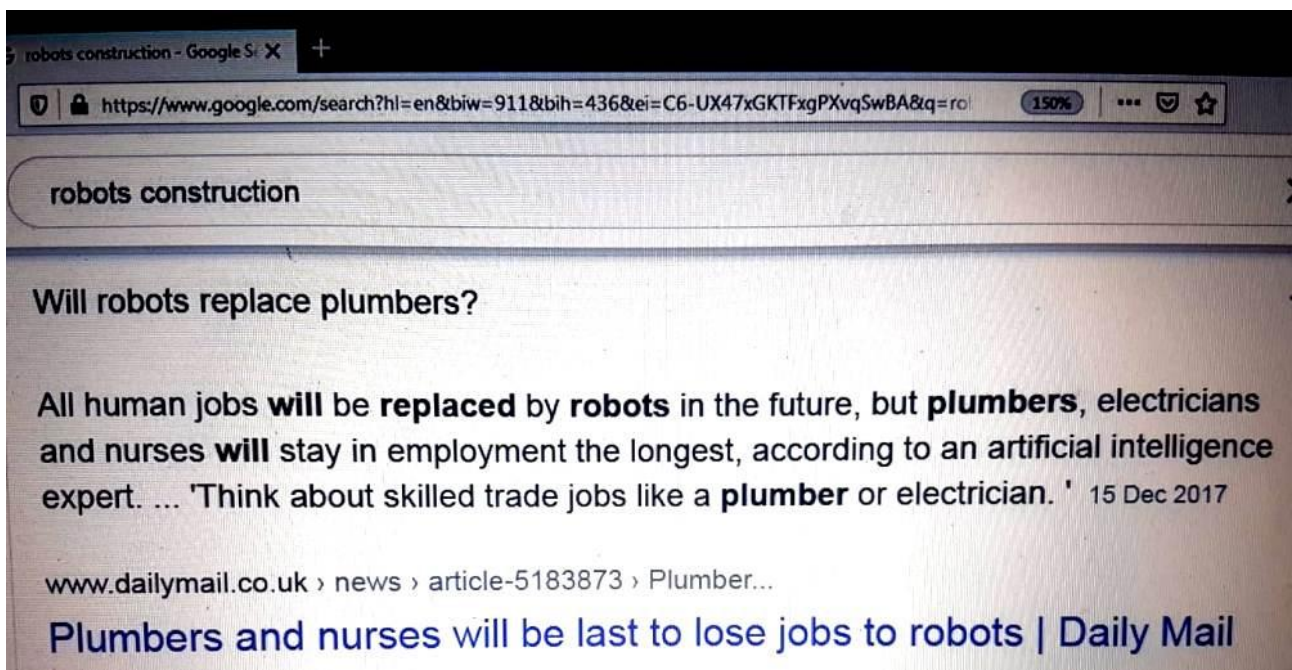 robots construction - Google Se
https://www.google.com/search?hl=en&biw=911&bih=436&ei=C6-UX47xGKTFxgPXvqSwBA&q=ro
150%
robots construction
Will robots replace plumbers?
All human jobs will be replaced by robots in the future, but plumbers, electricians
and nurses will stay in employment the longest, according to an artificial intelligence
expert. ... 'Think about skilled trade jobs like a plumber or electrician. ' 15 Dec 2017
www.dailymail.co.uk › news › article-5183873 › Plumber...
Plumbers and nurses will be last to lose jobs to robots | Daily Mail